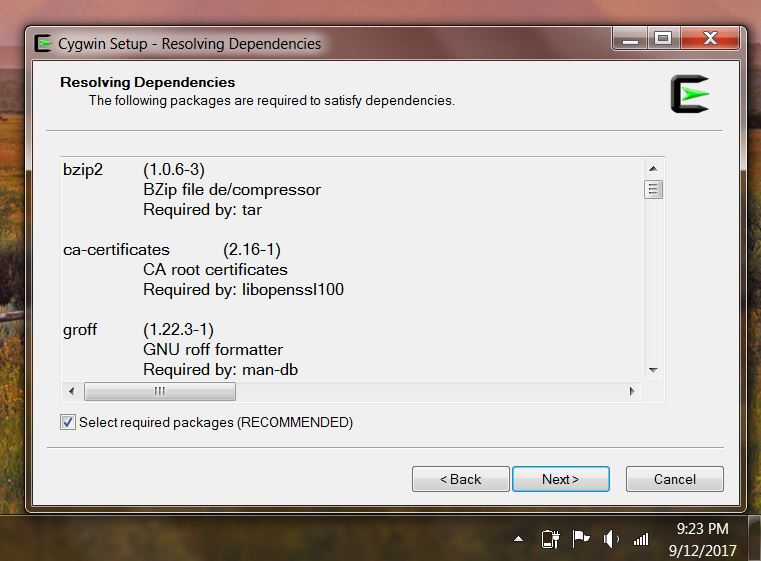 Cygwin Setup - Resolving Dependencies
Resolving Dependencies
The following packages are required to satisfy dependencies.
bzip2 (1.0.6-3)
BZip file de/compressor
Required by: tar
ca-certificates (2.16-1)
CA root certificates
Required by: libopenssl100
groff (1.22.3-1)
GNU roff formatter
Required by: man-db
Select required packages (RECOMMENDED)
< Back Next > Cancel
9:23 PM
9/12/2017